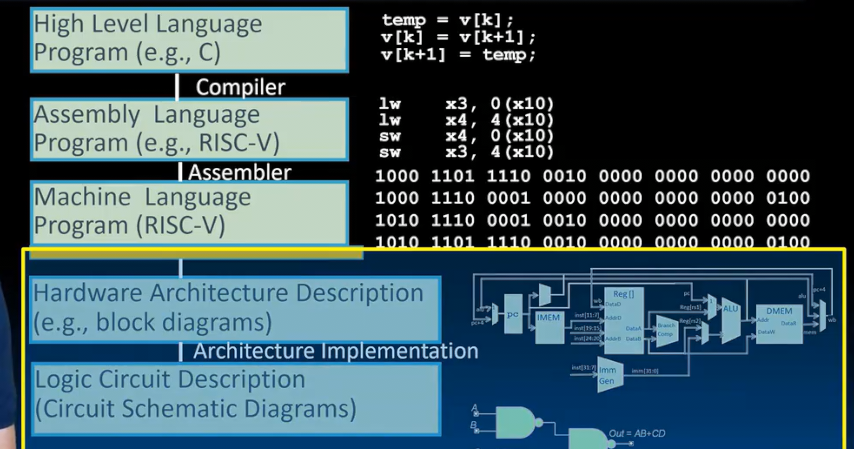 High Level Language
Program (e.g., C)
temp = v[k];
v[k] = v[k+1];
v[k+1] = temp;
Compiler
Assembly Language
Program (e.g., RISC-V)
lw x3, 0(x10)
lw x4, 4(x10)
sw x4, 0(x10)
sw x3, 4(x10)
Assembler
Machine Language
Program (RISC-V)
1000 1101 1110 0010 0000 0000 0000 0000
1000 1110 0001 0000 0000 0000 0000 0100
1010 1110 0001 0010 0000 0000 0000 0000
1010 1101 1110 0010 0000 0000 0000 0100
Hardware Architecture Description
(e.g., block diagrams)
alu
pc+4
pc
IMEM
inst[11:7]
inst[19:15]
inst[24:20]
wb
Reg[]
DataD
AddrD
AddrB
DataA
DataB
Branch
Comp
pc
Reg[rs1]
Reg[rs2]
ALU
DMEM
Addr
DataW
DataR
pc+4
alu
mem
wb
inst[31:7]
Imm
Gen
Imm[31:0]
Architecture Implementation
Logic Circuit Description
(Circuit Schematic Diagrams)
A
B
Out = AB+CD